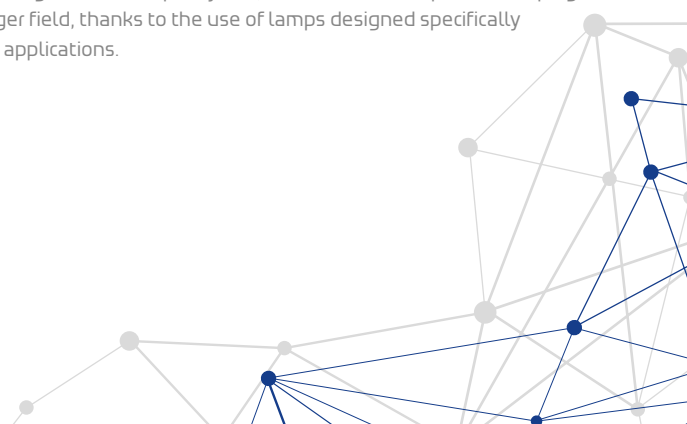 ger field, thanks to the use of lamps designed specifically
applications.